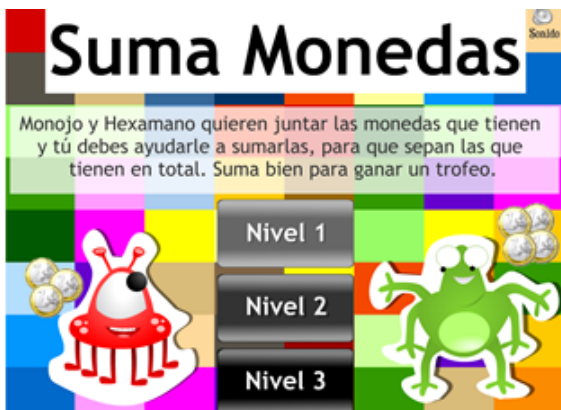 Suma Monedas
Sonido
Monojo y Hexamano quieren juntar las monedas que tienen
y tú debes ayudarle a sumarlas, para que sepan las que
tienen en total. Suma bien para ganar un trofeo.
Nivel 1
Nivel 2
Nivel 3